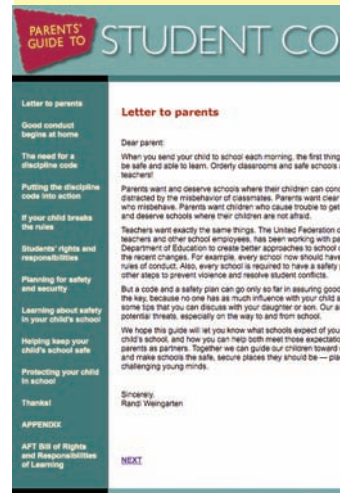 PARENTS'
GUIDE TO
STUDENT CO
Letter to parents
Good conduct
begins at home
The need for a
discipline code
Putting the discipline
code into action
If your child breaks
the rules
Students' rights and
responsibilities
Planning for safety
and security
Learning about safety
in your child's school
Helping keep your
child's school safe
Protecting your child
in school
Thanks!
APPENDIX
AFT Bill of Rights
and Responsibilities
of Learning
Letter to parents
Dear parent:
When you send your child to school each morning, the first thing
be safe and able to learn. Orderly classrooms and safe schools
teachers!
Parents want and deserve schools where their children can
distracted by the misbehavior of classmates. Parents want clear
who misbehave. Parents want children who cause trouble to get
and deserve schools where their children are not afraid.
Teachers want exactly the same things. The United Federation o
teachers and other school employees, has been working with pa
Department of Education to create better approaches to school
the recent changes. For example, every school now should have
rules of conduct. Also, every school is required to have a safety
other steps to prevent violence and resolve student conflicts.
But a code and a safety plan can go only so far in assuring good
the key, because no one has as much influence with your child a
some tips that you can discuss with your daughter or son. Our a
potential threats, especially on the way to and from school.
We hope this guide will let you know what schools expect of you
child's school, and how you can help both meet those
parents as partners. Together we can guide our children toward
and make schools the safe, secure places they should be — pla
challenging young minds.
Sincerely,
Randi Weingarten
NEXT